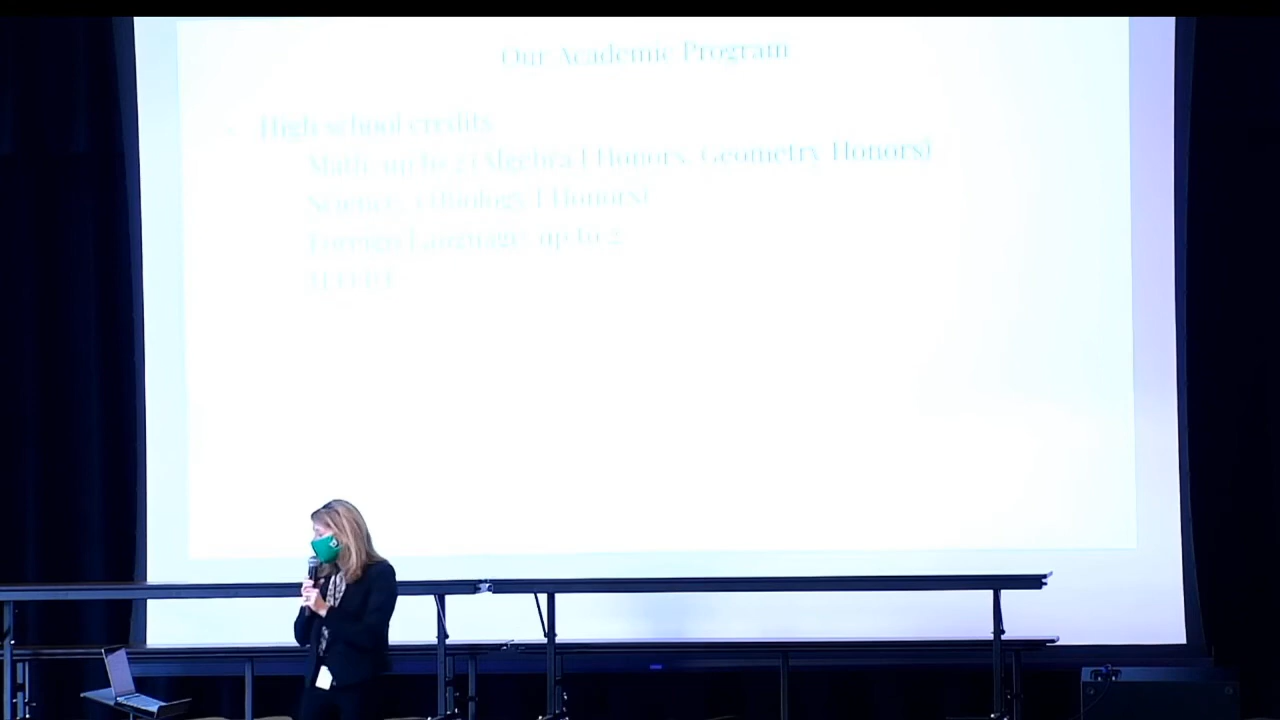 Our Academic Program
High school credits
Math: up to 2 (Algebra I Honors, Geometry Honors)
Science: 1 (Biology I Honors)
Foreign Language: up to 2